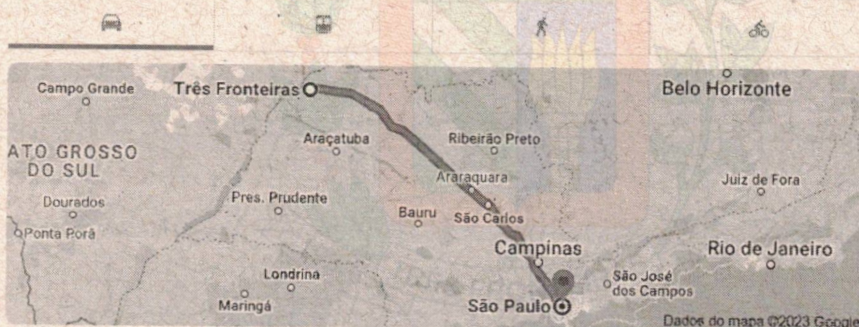 Campo Grande
Três Fronteiras
Belo Horizonte
Araçatuba
Ribeirão Preto
ATO GROSSO
DO SUL
Araraquara
Juiz de Fora
Dourados
Pres. Prudente
Bauru
São Carlos
Ponta Porã
Campinas
Rio de Janeiro
Londrina
São José
dos Campos
Maringá
São Paulo
Dados do mapa ©2023 Google